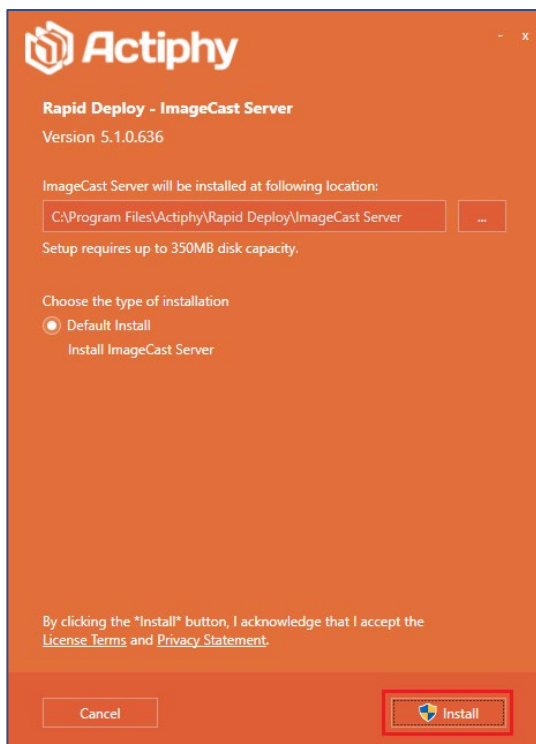 Actiphy
- x
Rapid Deploy - ImageCast Server
Version 5.1.0.636
ImageCast Server will be installed at following location:
C:\Program Files\Actiphy\Rapid Deploy\ImageCast Server
...
Setup requires up to 350MB disk capacity.
Choose the type of installation
Default Install
Install ImageCast Server
By clicking the *Install* button, I acknowledge that I accept the
License Terms and Privacy Statement.
Cancel
Install